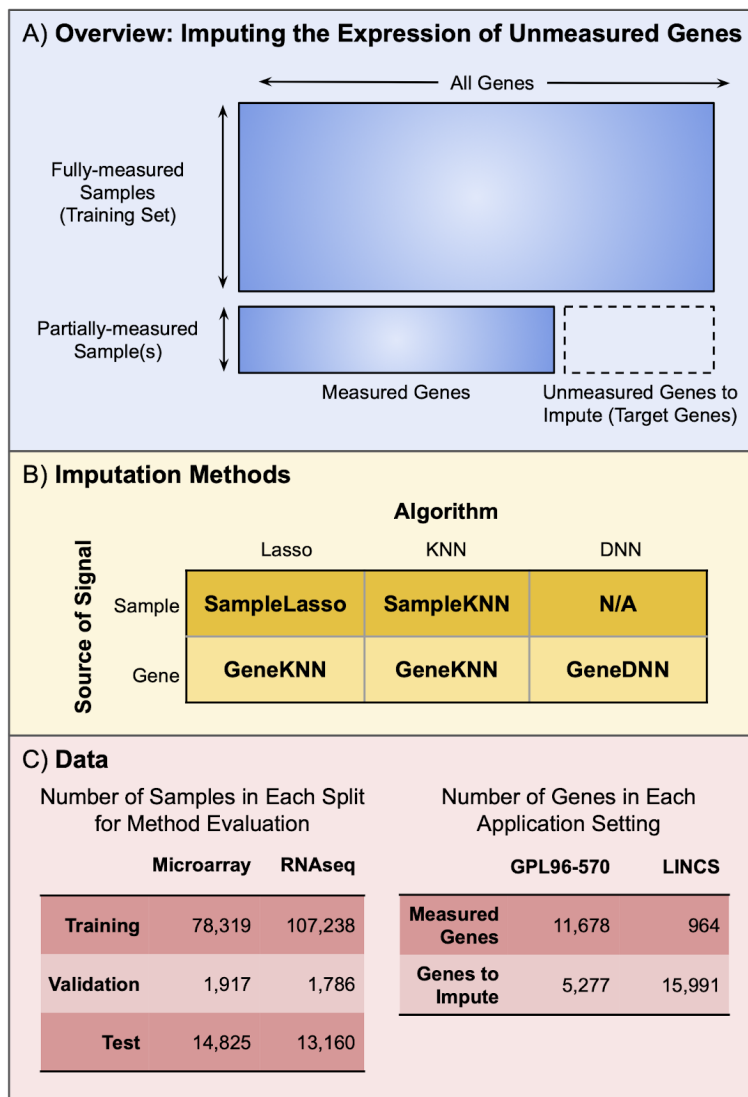 A) Overview: Imputing the Expression of Unmeasured Genes
All Genes
Fully-measured
Samples
(Training Set)
Partially-measured
Sample(s)
Measured Genes
Unmeasured Genes to
Impute (Target Genes)
B) Imputation Methods
Algorithm
Lasso KNN DNN
Source of Signal
Sample SampleLasso SampleKNN N/A
Gene GeneKNN GeneKNN GeneDNN
C) Data
Number of Samples in Each Split
for Method Evaluation
Microarray RNAseq
Training 78,319 107,238
Validation 1,917 1,786
Test 14,825 13,160
Number of Genes in Each
Application Setting
GPL96-570 LINCS
Measured
Genes 11,678 964
Genes to
Impute 5,277 15,991